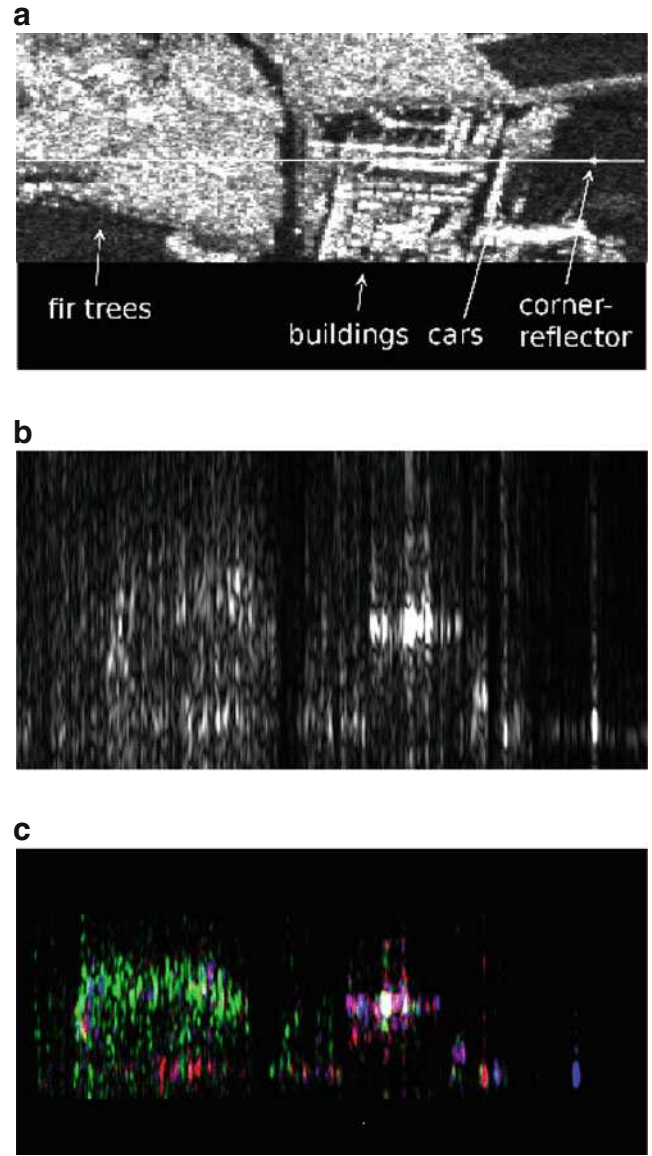 a
fir trees
buildings cars
corner-
reflector
b
c